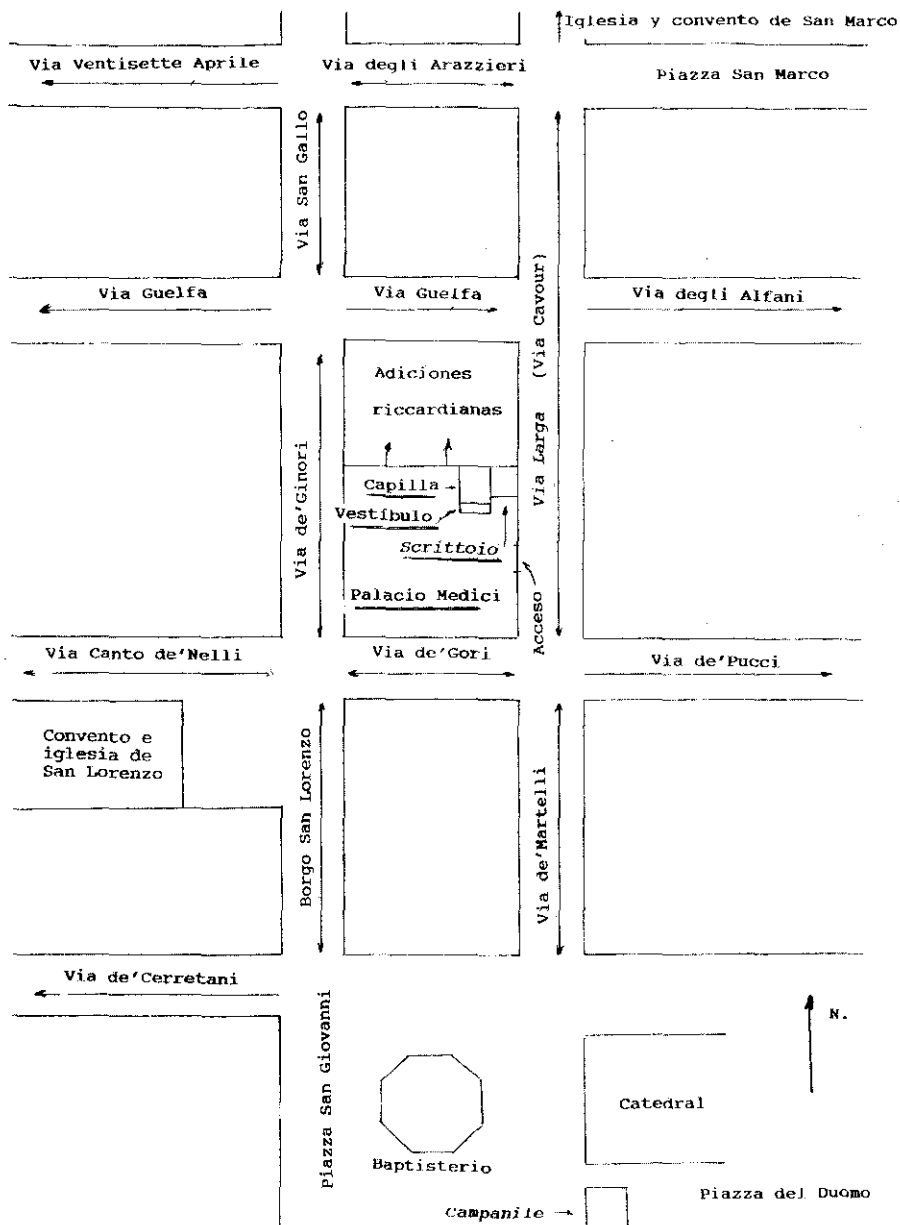 Iglesia y convento de San Marco
Via Ventisette Aprile
Via degli Arazzieri
Piazza San Marco
Via San Gallo
Via Guelfa
Via Guelfa
Via degli Alfani
(Via Cavour)
Via Larga
Adiciones
riccardianas
Via de'Ginori
Capilla
Vestíbulo
Scrittoio
Acceso
Palacio Medici
Via Canto de'Nelli
Via de'Gori
Via de'Pucci
Convento e
iglesia de
San Lorenzo
Borgo San Lorenzo
Via de'Martelli
Via de'Cerretani
N.
Piazza San Giovanni
Catedral
Baptisterio
Piazza del Duomo
Campanile